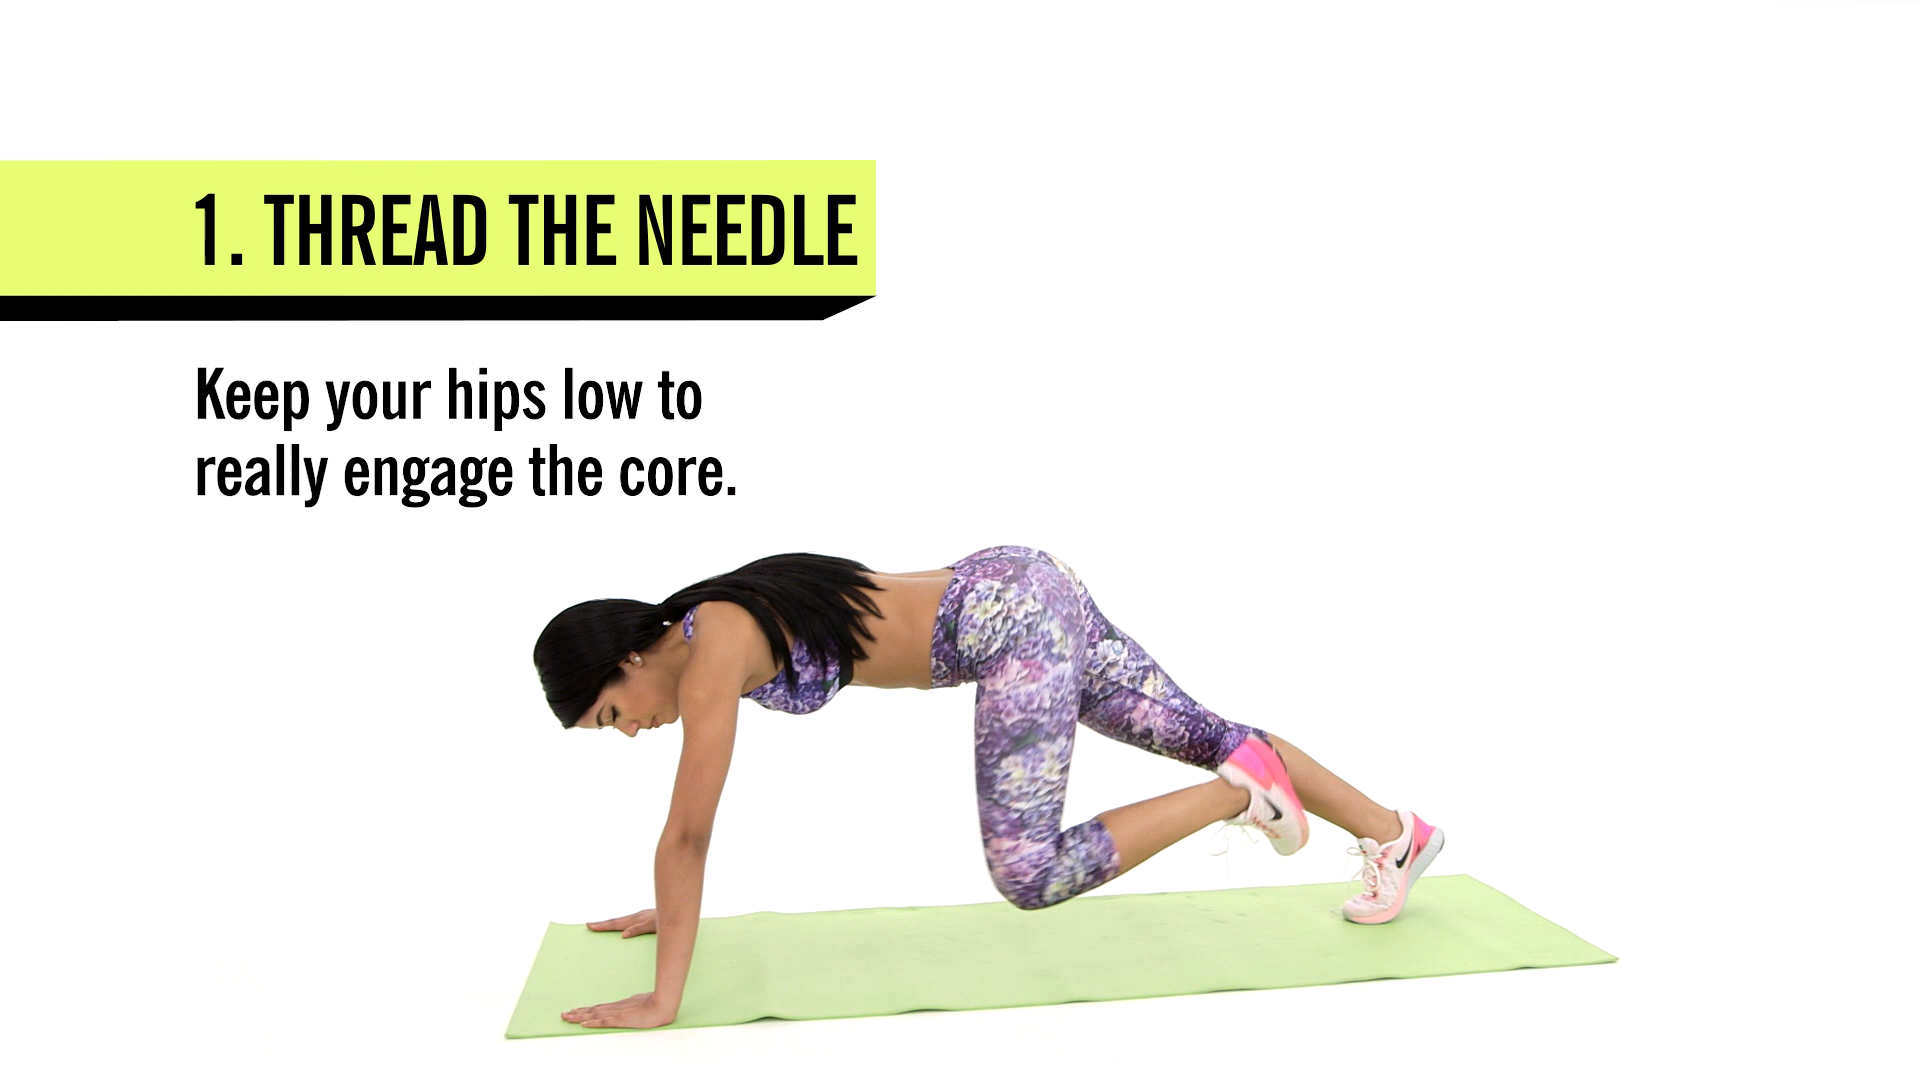 1. THREAD THE NEEDLE
Keep your hips low to
really engage the core.